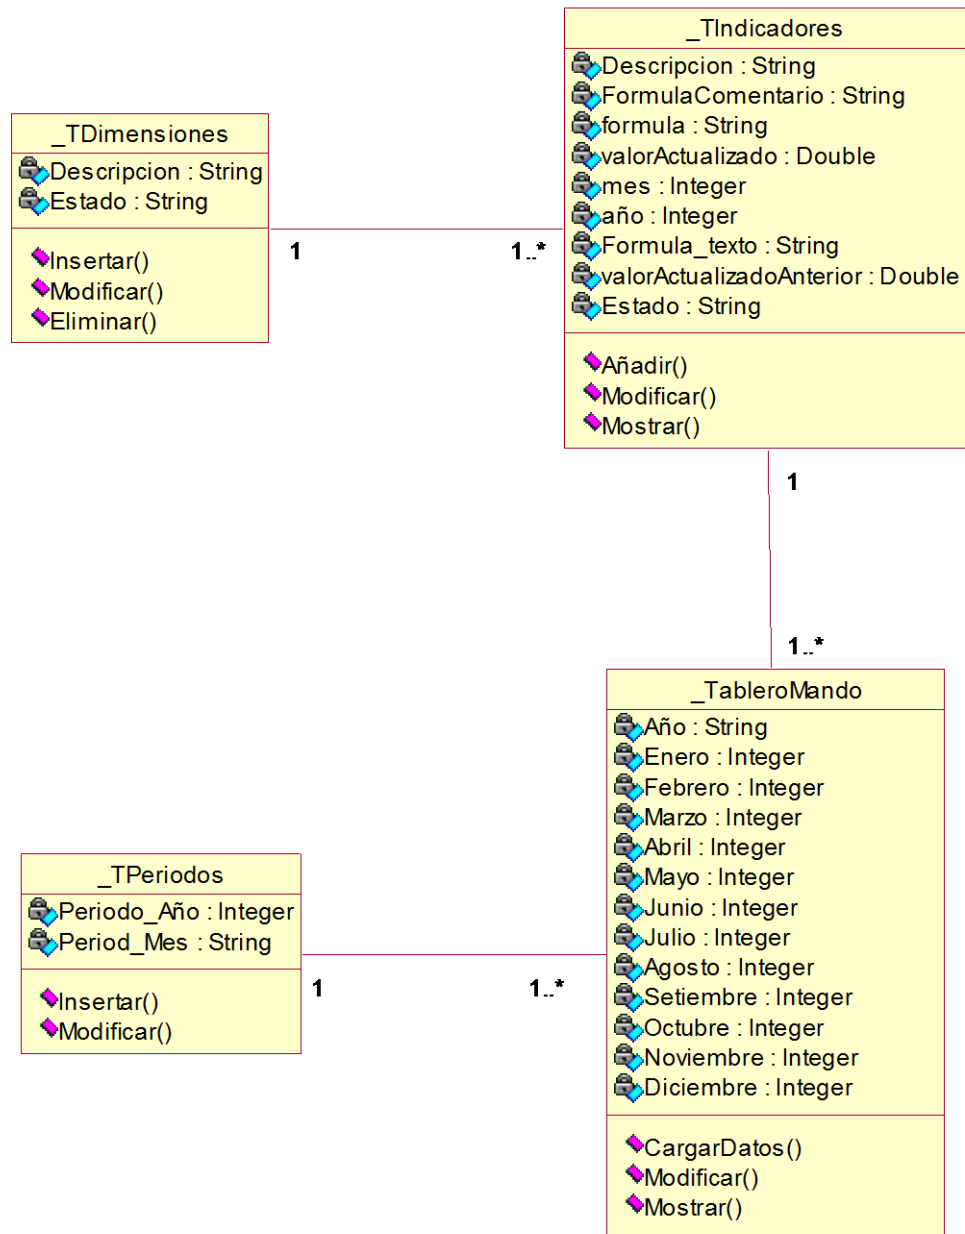 _TIndicadores
Descripcion : String
FormulaComentario : String
formula : String
valorActualizado : Double
mes : Integer
año : Integer
Formula_texto : String
valorActualizadoAnterior : Double
Estado : String
Añadir()
Modificar()
Mostrar()
_TDimensiones
Descripcion : String
Estado : String
Insertar()
Modificar()
Eliminar()
1
1..*
1
1..*
_TableroMando
Año : String
Enero : Integer
Febrero : Integer
Marzo : Integer
Abril : Integer
Mayo : Integer
Junio : Integer
Julio : Integer
Agosto : Integer
Setiembre : Integer
Octubre : Integer
Noviembre : Integer
Diciembre : Integer
CargarDatos()
Modificar()
Mostrar()
_TPeriodos
Periodo_Año : Integer
Period_Mes : String
Insertar()
Modificar()
1
1..*